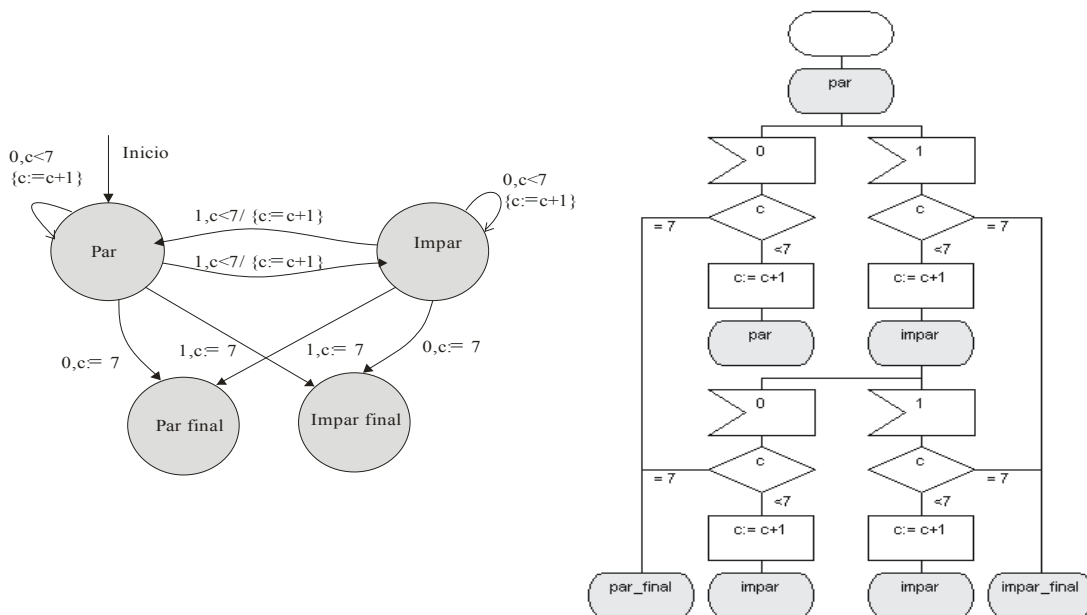 Inicio
0,c<7
{c:=c+1}
0,c<7
{c:=c+1}
1,c<7/ {c:=c+1}
Par
Impar
1,c<7/ {c:=c+1}
0,c:= 7
1,c:= 7
1,c:= 7
0,c:= 7
Par final
Impar final
par
0
1
c
c
= 7
<7
<7
= 7
c:= c+1
c:= c+1
par
impar
0
1
c
c
= 7
<7
<7
= 7
c:= c+1
c:= c+1
par_final
impar
impar
impar_final